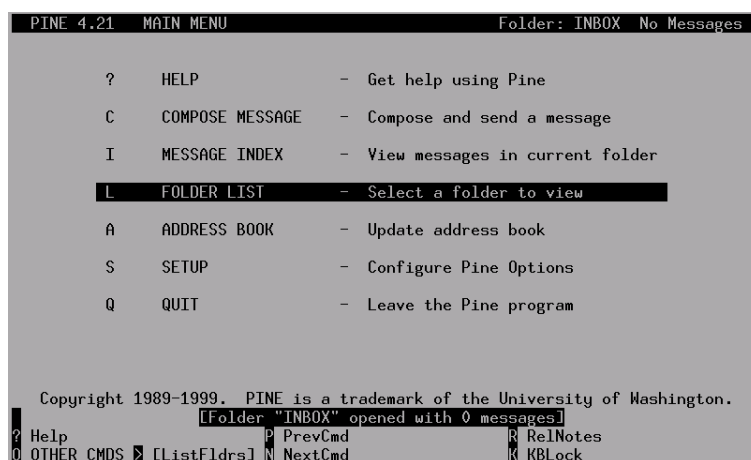 PINE 4.21 MAIN MENU Folder: INBOX No Messages
? HELP - Get help using Pine
C COMPOSE MESSAGE - Compose and send a message
I MESSAGE INDEX - View messages in current folder
L FOLDER LIST - Select a folder to view
A ADDRESS BOOK - Update address book
S SETUP - Configure Pine Options
Q QUIT - Leave the Pine program
Copyright 1989-1999. PINE is a trademark of the University of Washington.
[Folder "INBOX" opened with 0 messages]
? Help P PrevCmd R RelNotes
O OTHER CMDS > [ListFldrs] N NextCmd K KBLock